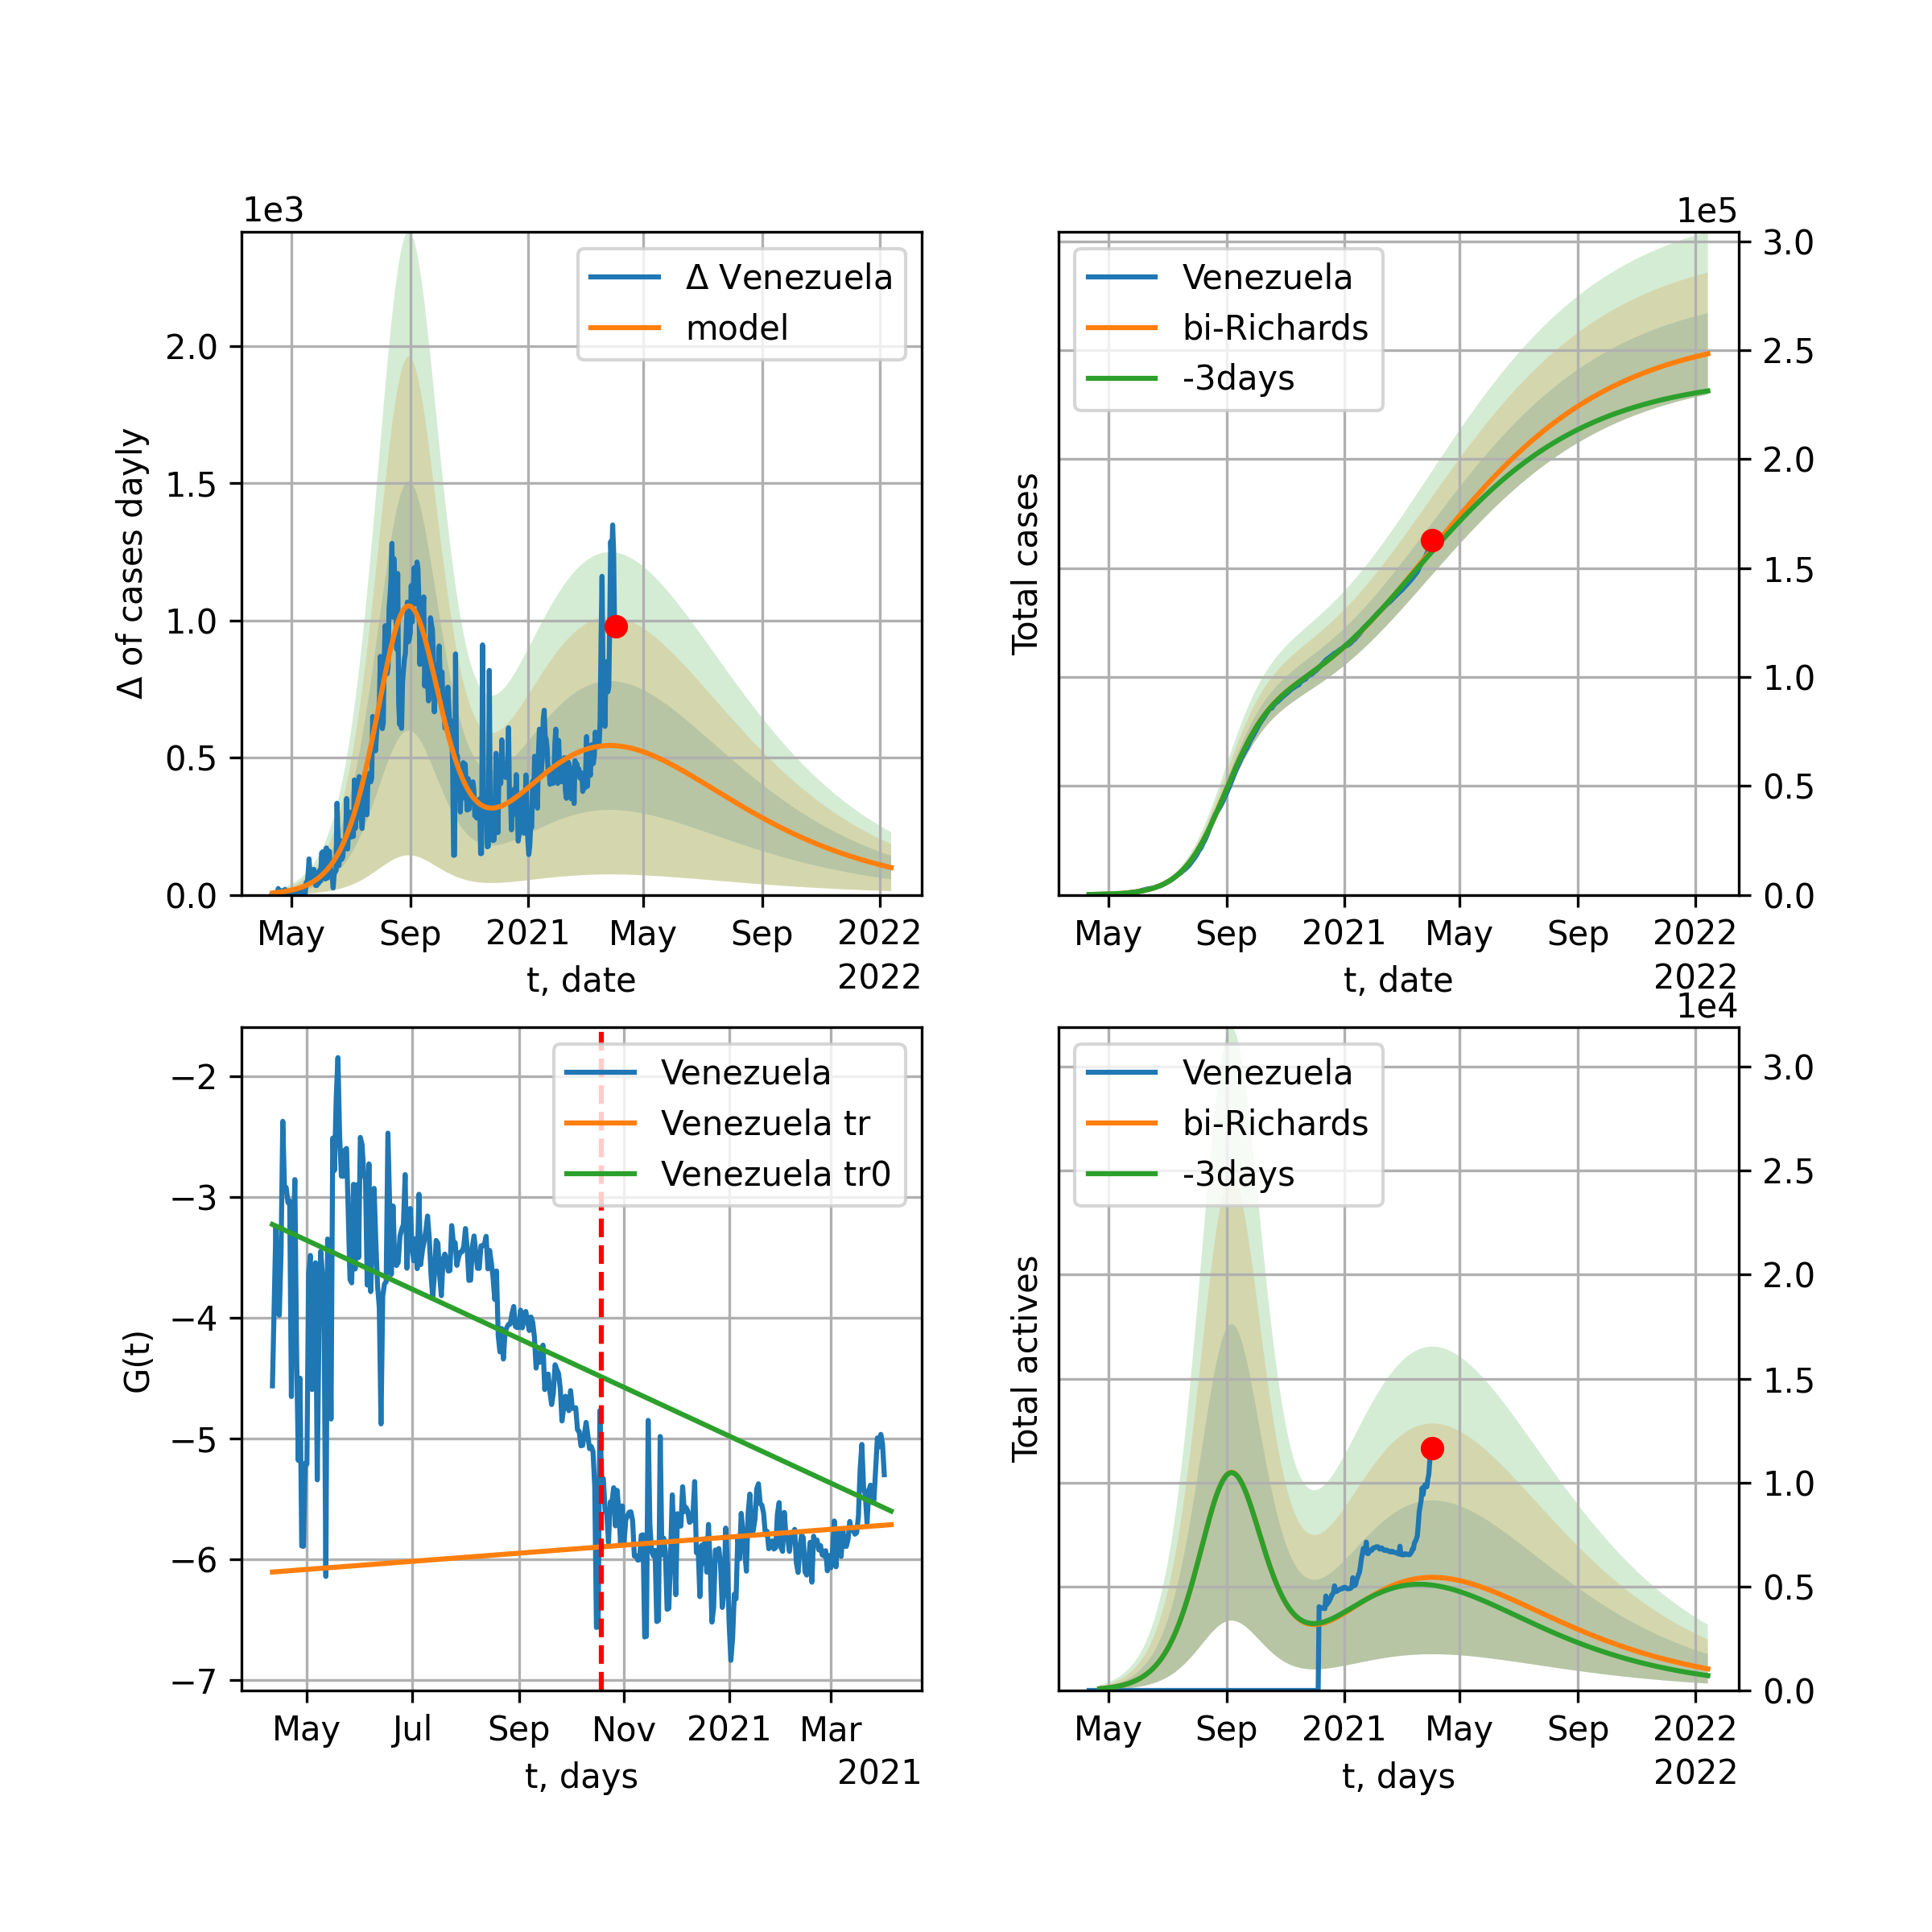 1e3
Δ of cases dayly
2.0
1.5
1.0
0.5
0.0
Δ Venezuela
model
May Sep 2021 May Sep 2022
t, date
2022
1e5
Total cases
Venezuela
bi-Richards
-3days
3.0
2.5
2.0
1.5
1.0
0.5
0.0
May Sep 2021 May Sep 2022
t, date
2022
G(t)
−2
−3
−4
−5
−6
−7
Venezuela
Venezuela tr
Venezuela tr0
May Jul Sep Nov 2021 Mar
t, days
2021
1e4
Total actives
Venezuela
bi-Richards
-3days
3.0
2.5
2.0
1.5
1.0
0.5
0.0
May Sep 2021 May Sep 2022
t, days
2022